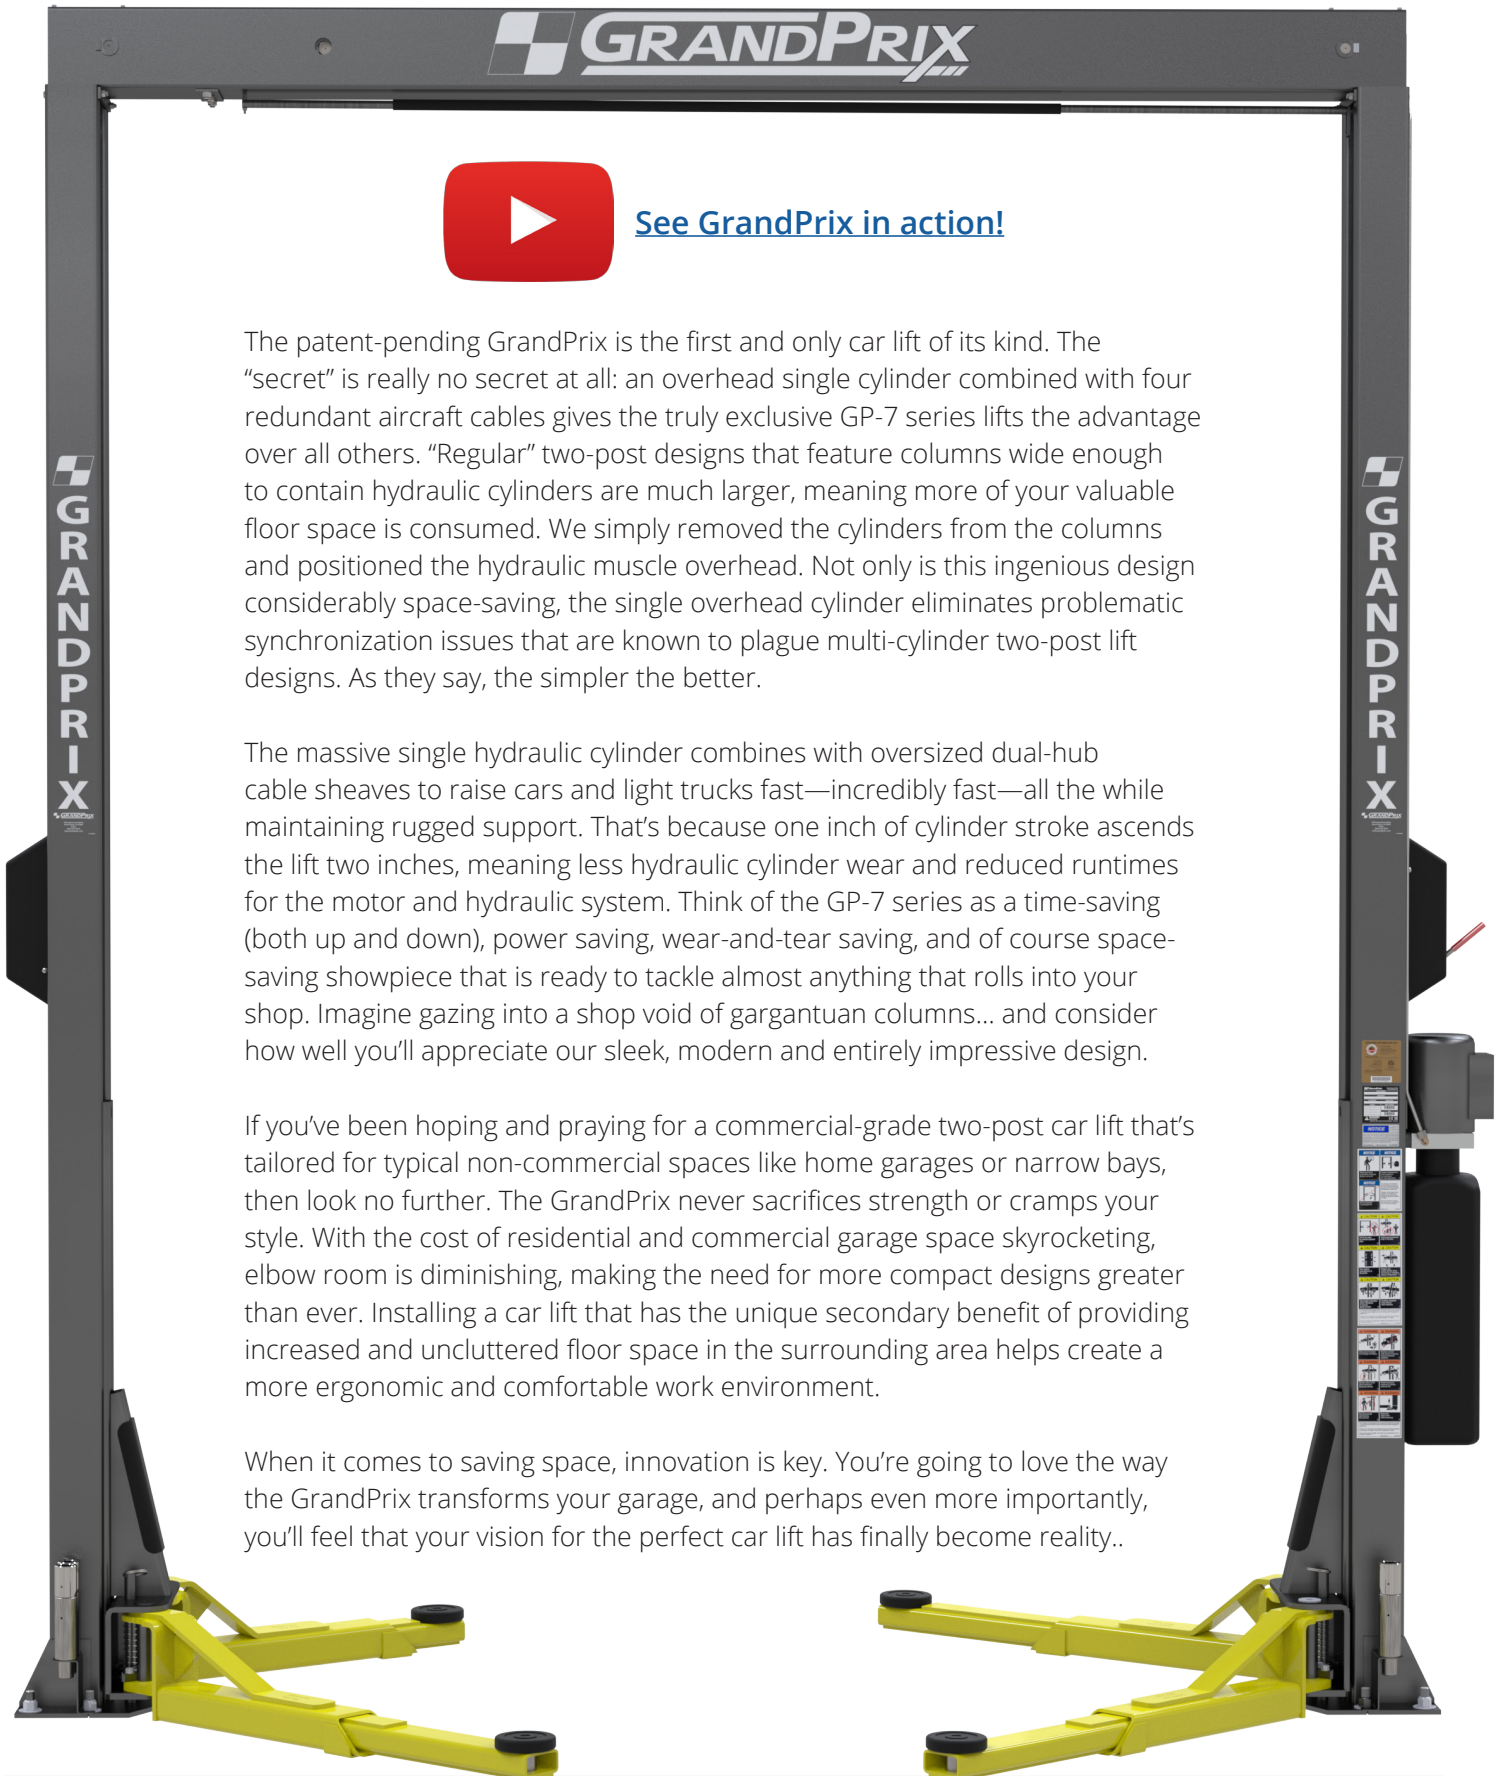 GRANDPRIX
See GrandPrix in action!
The patent-pending GrandPrix is the first and only car lift of its kind. The
“secret” is really no secret at all: an overhead single cylinder combined with four
redundant aircraft cables gives the truly exclusive GP-7 series lifts the advantage
over all others. “Regular” two-post designs that feature columns wide enough
to contain hydraulic cylinders are much larger, meaning more of your valuable
floor space is consumed. We simply removed the cylinders from the columns
and positioned the hydraulic muscle overhead. Not only is this ingenious design
considerably space-saving, the single overhead cylinder eliminates problematic
synchronization issues that are known to plague multi-cylinder two-post lift
designs. As they say, the simpler the better.
The massive single hydraulic cylinder combines with oversized dual-hub
cable sheaves to raise cars and light trucks fast—incredibly fast—all the while
maintaining rugged support. That’s because one inch of cylinder stroke ascends
the lift two inches, meaning less hydraulic cylinder wear and reduced runtimes
for the motor and hydraulic system. Think of the GP-7 series as a time-saving
(both up and down), power saving, wear-and-tear saving, and of course space-
saving showpiece that is ready to tackle almost anything that rolls into your
shop. Imagine gazing into a shop void of gargantuan columns... and consider
how well you’ll appreciate our sleek, modern and entirely impressive design.
If you’ve been hoping and praying for a commercial-grade two-post car lift that’s
tailored for typical non-commercial spaces like home garages or narrow bays,
then look no further. The GrandPrix never sacrifices strength or cramps your
style. With the cost of residential and commercial garage space skyrocketing,
elbow room is diminishing, making the need for more compact designs greater
than ever. Installing a car lift that has the unique secondary benefit of providing
increased and uncluttered floor space in the surrounding area helps create a
more ergonomic and comfortable work environment.
When it comes to saving space, innovation is key. You’re going to love the way
the GrandPrix transforms your garage, and perhaps even more importantly,
you’ll feel that your vision for the perfect car lift has finally become reality..
GRANDPRIX
GRANDPRIX
GRANDPRIX
GRANDPRIX
NOTICE
NOTICE
NOTICE
NOTICE